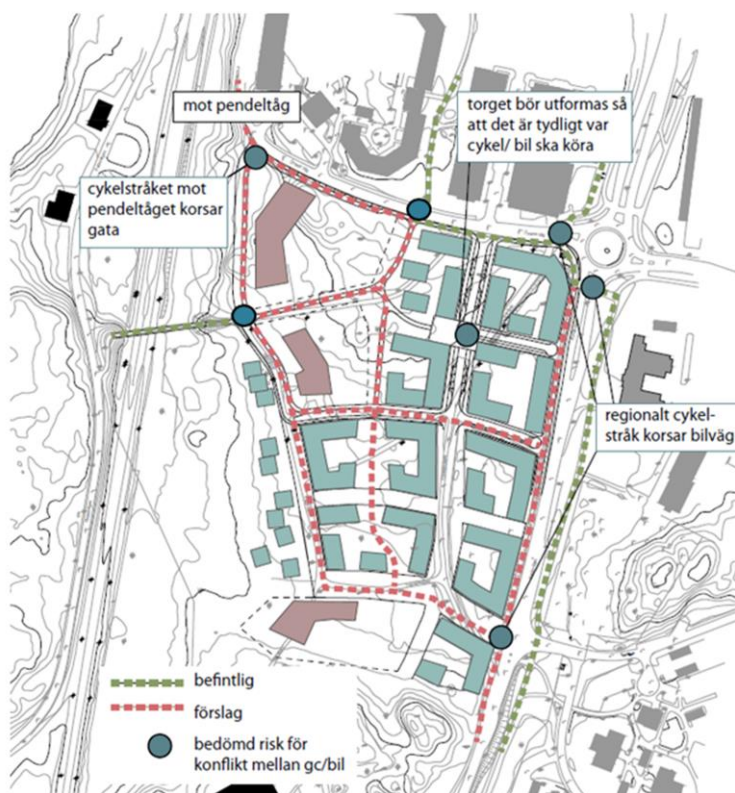 mot pendeltåg
torget bör utformas så
att det är tydligt var
cykel/ bil ska köra
cykelstråket mot
pendeltåget korsar
gata
regionalt cykel-
stråk korsar bilväg
befintlig
förslag
bedömd risk för
konflikt mellan gc/bil